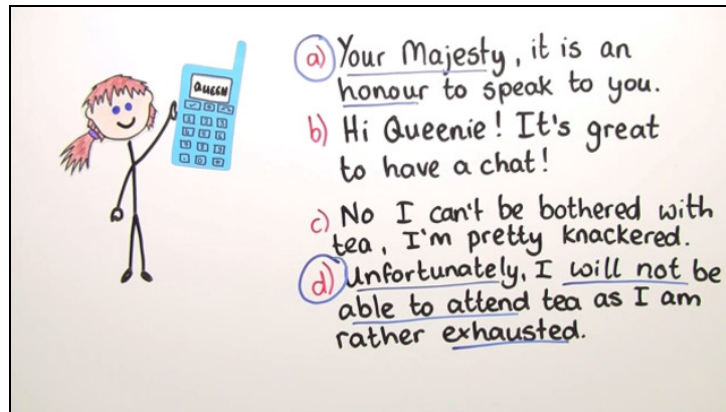 QUEEN
a) Your Majesty, it is an
honour to speak to you.
b) Hi Queenie! It's great
to have a chat!
c) No I can't be bothered with
tea, I'm pretty knackered.
d) Unfortunately, I will not be
able to attend tea as I am
rather exhausted.